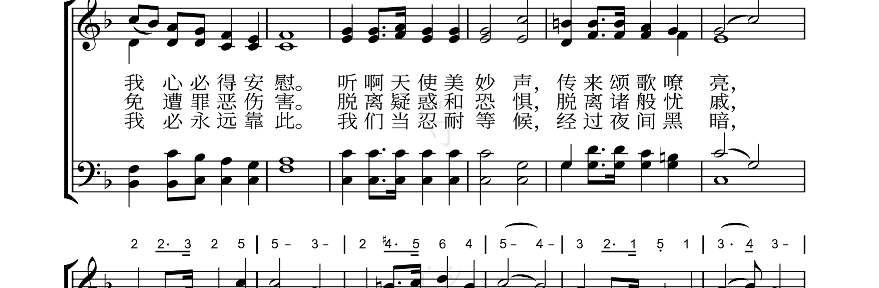 我 心 必 得 安 慰。 听 啊 天 使 美 妙 声, 传 来 颂 歌 嘹 亮,
免 遭 罪 恶 伤 害。 脱 离 疑 惑 和 恐 惧, 脱 离 诸 般 忧 戚,
我 必 永 远 靠 此。 我 们 当 忍 耐 等 候, 经 过 夜 间 黑 暗,
2 2· 3 2 5 | 5 - 3 - | 2 ♯4· 5 6 4 | 5 - 4 - | 3 2· 1 5̣ 1 | 3· 4 3 - |